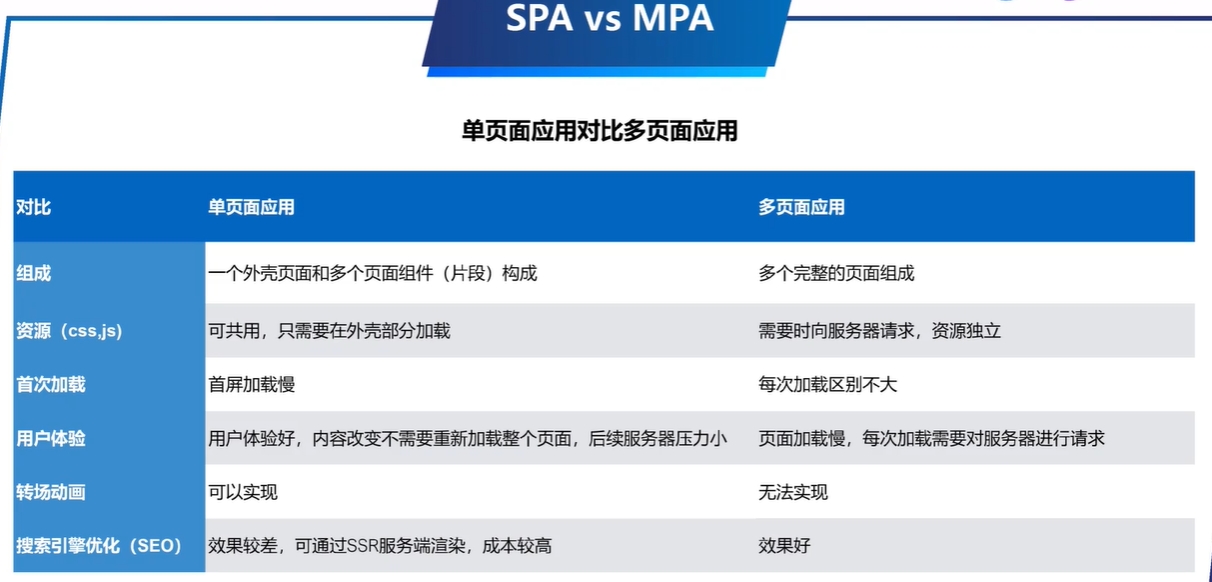 SPA vs MPA
单页面应用对比多页面应用
对比 单页面应用 多页面应用
组成 一个外壳页面和多个页面组件（片段）构成 多个完整的页面组成
资源（css,js) 可共用，只需要在外壳部分加载 需要时向服务器请求，资源独立
首次加载 首屏加载慢 每次加载区别不大
用户体验 用户体验好，内容改变不需要重新加载整个页面，后续服务器压力小 页面加载慢，每次加载需要对服务器进行请求
转场动画 可以实现 无法实现
搜索引擎优化（SEO） 效果较差，可通过SSR服务端渲染，成本较高 效果好